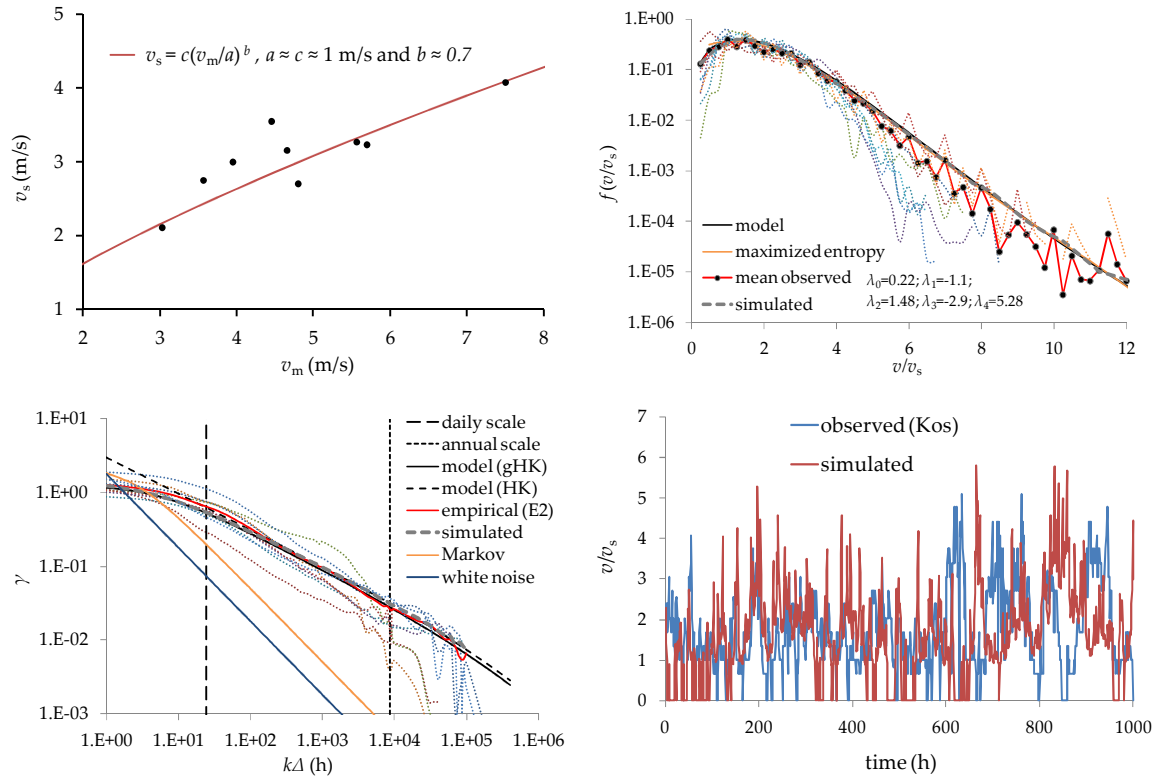 v_s = c(v_m/a)^b , a ≈ c ≈ 1 m/s and b ≈ 0.7
5
4
3
2
1
v_s (m/s)
2 3 4 5 6 7 8
v_m (m/s)
1.E+00
1.E-01
1.E-02
1.E-03
1.E-04
1.E-05
1.E-06
f (v/v_s)
model
maximized entropy
mean observed
simulated
λ_0=0.22; λ_1=-1.1;
λ_2=1.48; λ_3=-2.9; λ_4=5.28
0 2 4 6 8 10 12
v/v_s
1.E+01
1.E+00
1.E-01
1.E-02
1.E-03
γ
daily scale
annual scale
model (gHK)
model (HK)
empirical (E2)
simulated
Markov
white noise
1.E+00 1.E+01 1.E+02 1.E+03 1.E+04 1.E+05 1.E+06
kΔ (h)
7
6
5
4
3
2
1
0
v/v_s
observed (Kos)
simulated
0 200 400 600 800 1000
time (h)